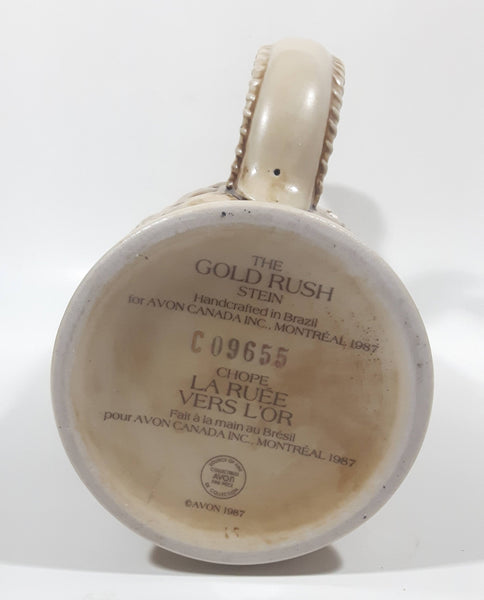 THE
GOLD RUSH
STEIN
Handcrafted in Brazil
for AVON CANADA INC., MONTRÉAL 1987
C 09655
CHOPE
LA RUÉE
VERS L'OR
Fait à la main au Brésil
pour AVON CANADA INC., MONTRÉAL 1987
AVON
©AVON 1987